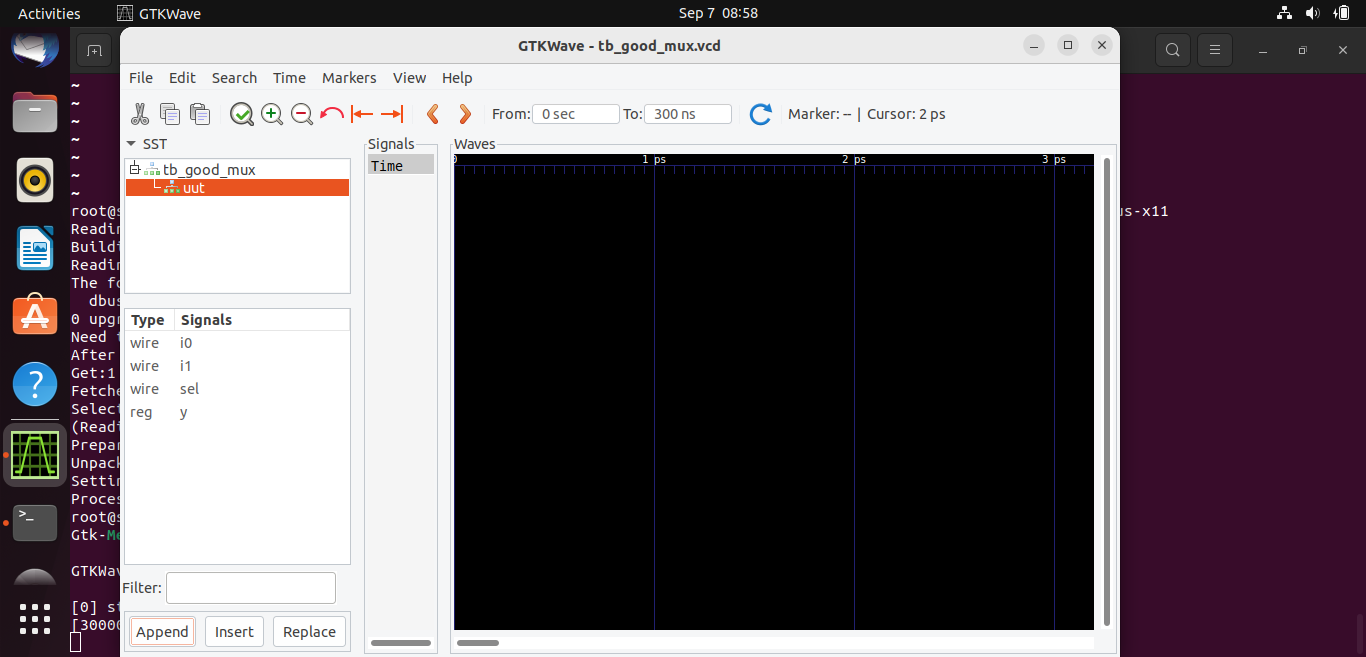 Activities GTKWave Sep 7 08:58
GTKWave - tb_good_mux.vcd
File Edit Search Time Markers View Help
From: 0 sec To: 300 ns Marker: -- | Cursor: 2 ps
SST
tb_good_mux
uut
Type Signals
wire i0
wire i1
wire sel
reg y
Filter:
Append Insert Replace
Signals
Time
Waves
0 1 ps 2 ps 3 ps
~
~
~
~
~
~
~
root@s us-x11
Readin
Buildi
Readin
The fo
dbus
0 upgr
Need t
After
Get:1
Fetche
Select
(Readi
Prepar
Unpack
Settin
Proces
root@s
Gtk-Me
GTKWav
[0] st
[30000